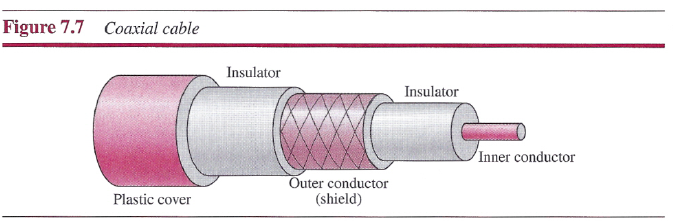 Figure 7.7 Coaxial cable
Insulator
Insulator
Inner conductor
Outer conductor
(shield)
Plastic cover